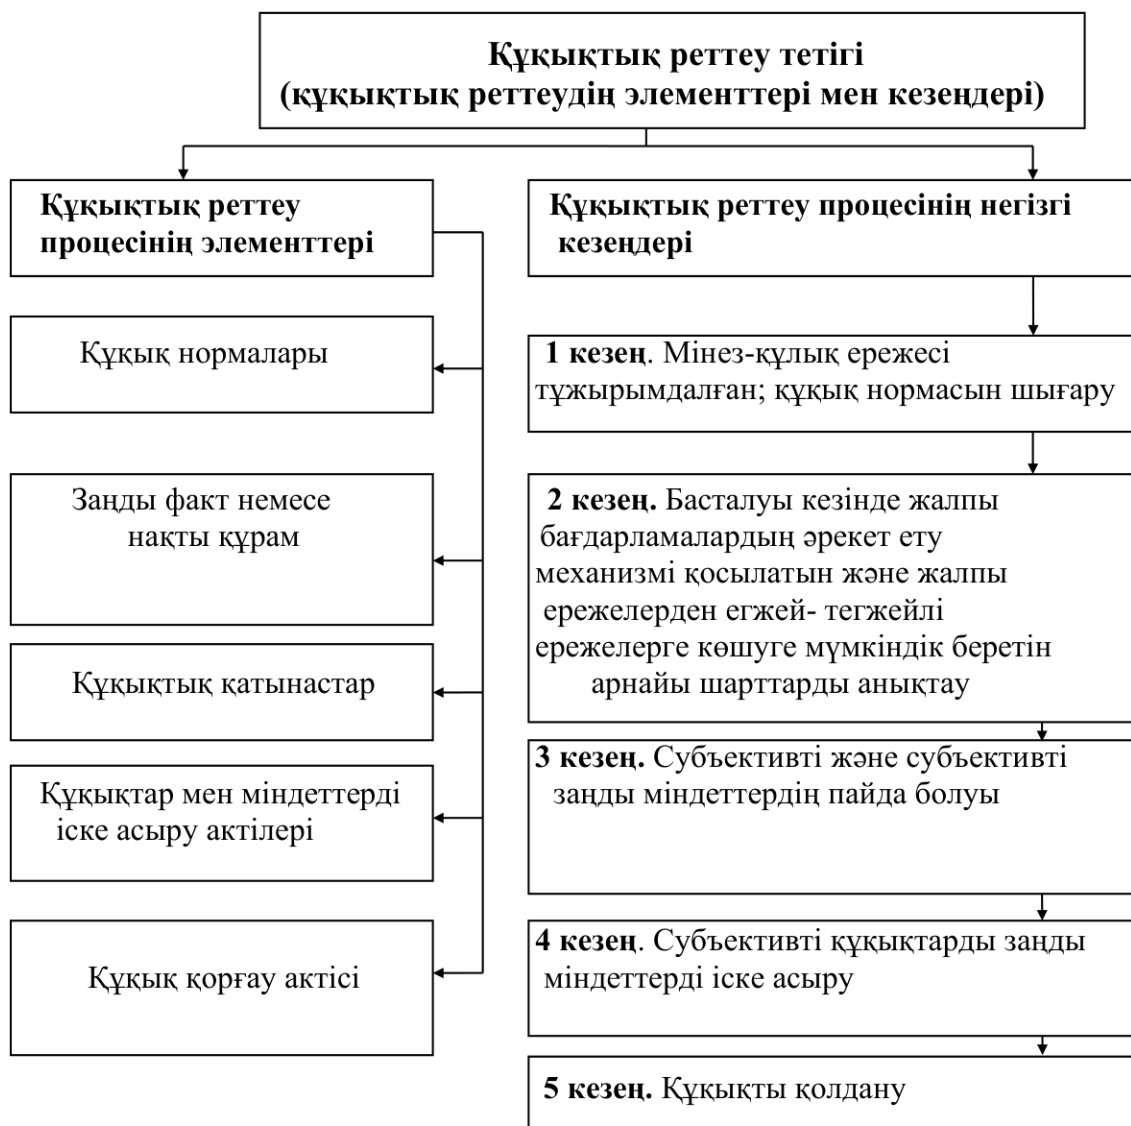 Құқықтық реттеу тетігі
(құқықтық реттеудің элементтері мен кезеңдері)
Құқықтық реттеу
процесінің элементтері
Құқық нормалары
Заңды факт немесе
нақты құрам
Құқықтық қатынастар
Құқықтар мен міндеттерді
іске асыру актілері
Құқық қорғау актісі
Құқықтық реттеу процесінің негізгі
кезеңдері
1 кезең. Мінез-құлық ережесі
тұжырымдалған; құқық нормасын шығару
2 кезең. Басталуы кезінде жалпы
бағдарламалардың әрекет ету
механизмі қосылатын және жалпы
ережелерден егжей- тегжейлі
ережелерге көшуге мүмкіндік беретін
арнайы шарттарды анықтау
3 кезең. Субъективті және субъективті
заңды міндеттердің пайда болуы
4 кезең. Субъективті құқықтарды заңды
міндеттерді іске асыру
5 кезең. Құқықты қолдану